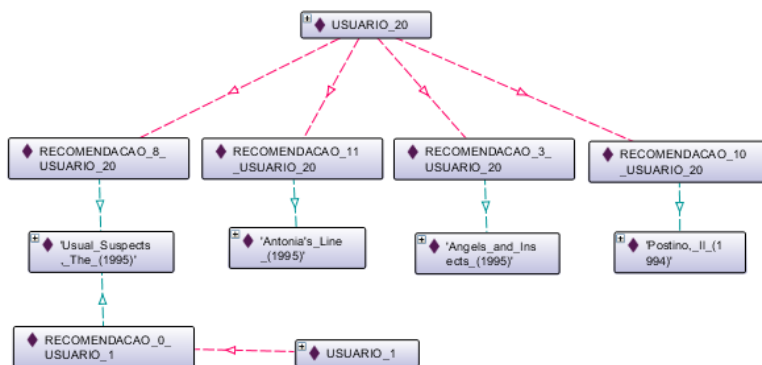 USUARIO_20
RECOMENDACAO_8_
USUARIO_20
RECOMENDACAO_11
_USUARIO_20
RECOMENDACAO_3_
USUARIO_20
RECOMENDACAO_10
_USUARIO_20
'Usual_Suspects
,_The_(1995)'
'Antonia's_Line
_(1995)'
'Angels_and_Ins
ects_(1995)'
'Postino,_Il_(1
994)'
RECOMENDACAO_0_
USUARIO_1
USUARIO_1